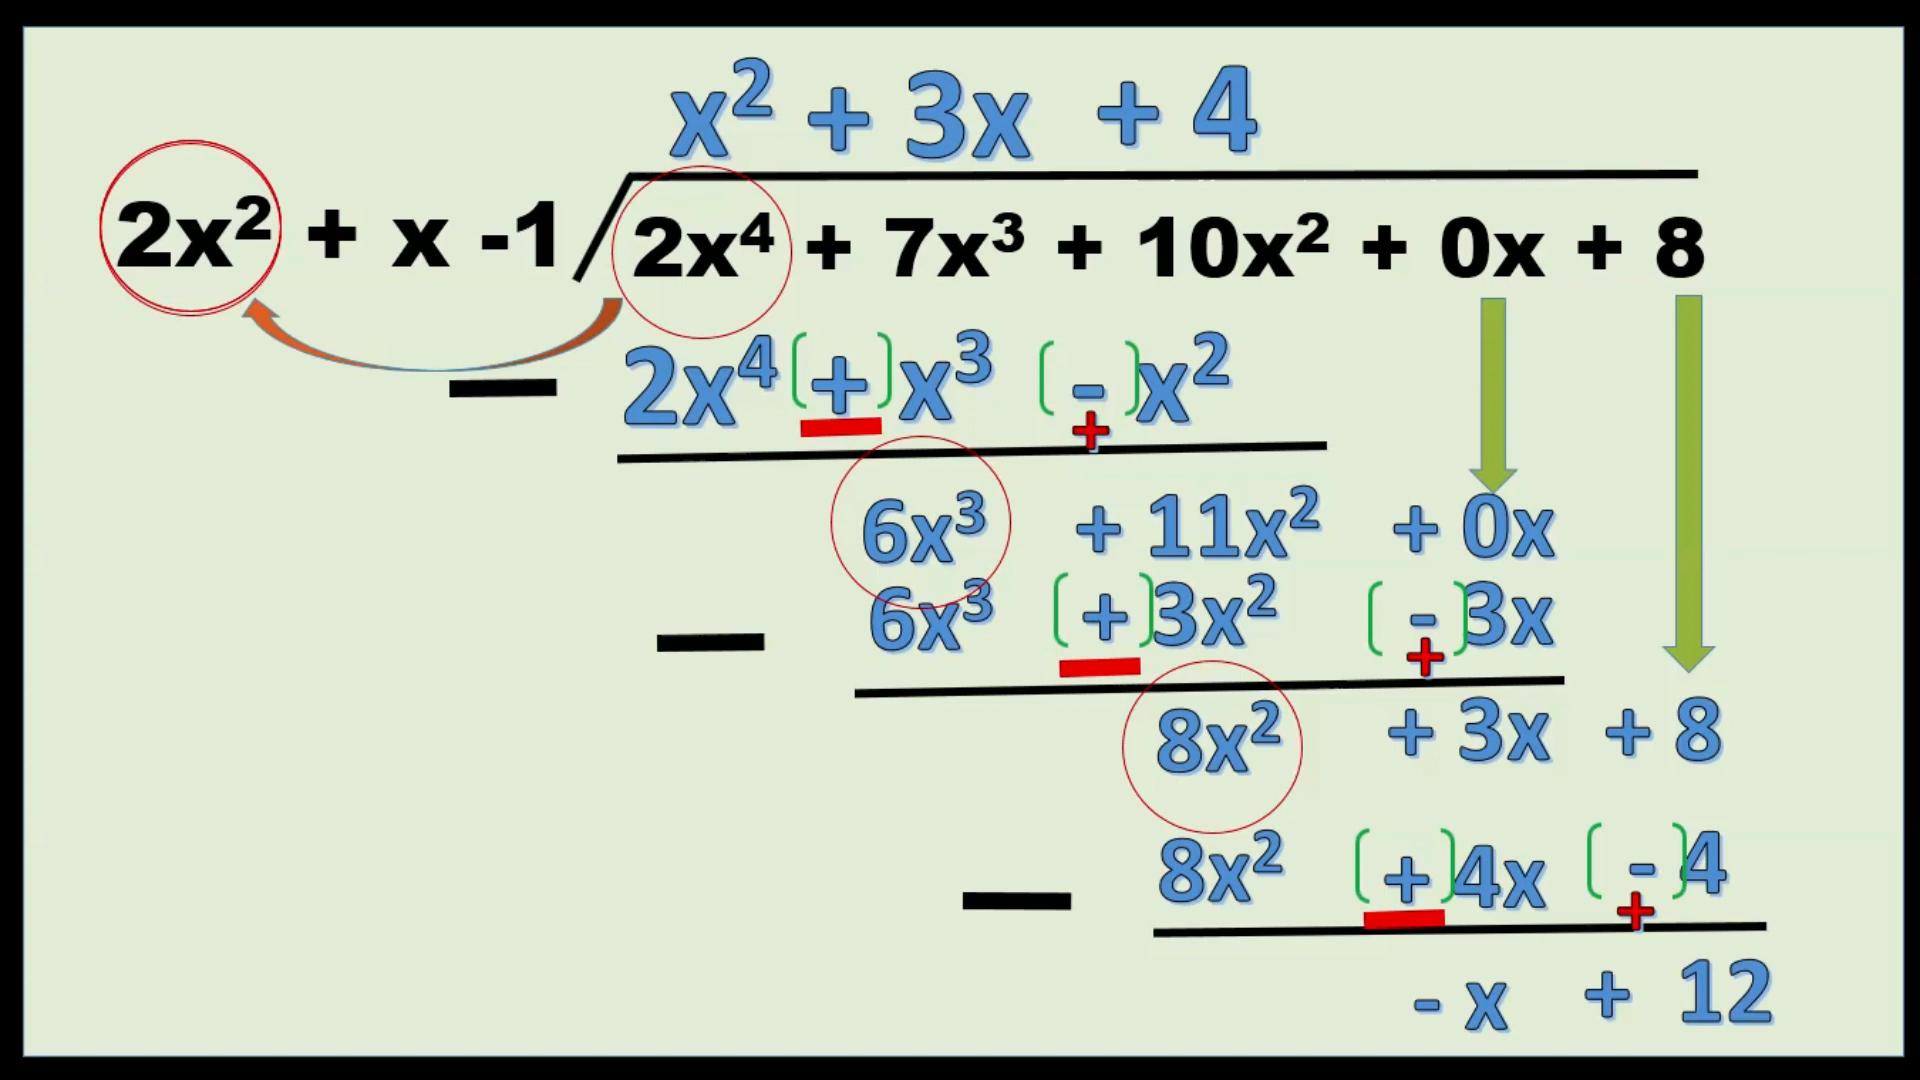 x² + 3x + 4
2x² + x -1 2x⁴ + 7x³ + 10x² + 0x + 8
− 2x⁴ (+) x³ (-) x²
− +
6x³ + 11x² + 0x
− 6x³ (+) 3x² (-) 3x
− +
8x² + 3x + 8
− 8x² (+) 4x (-) 4
− +
- x + 12